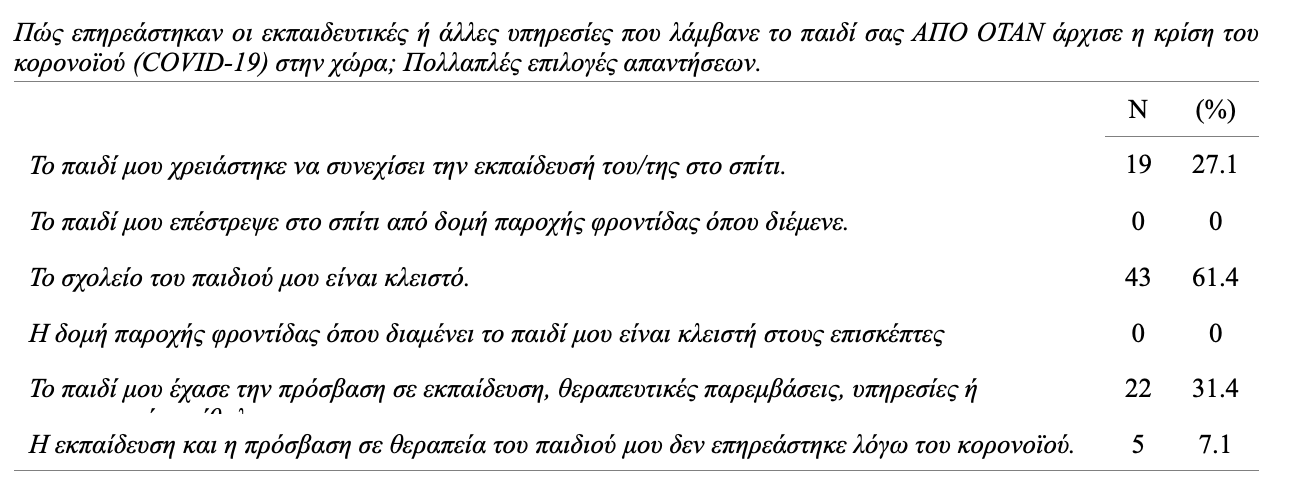 Πώς επηρεάστηκαν οι εκπαιδευτικές ή άλλες υπηρεσίες που λάμβανε το παιδί σας ΑΠΟ ΟΤΑΝ άρχισε η κρίση του
κορονοϊού (COVID-19) στην χώρα; Πολλαπλές επιλογές απαντήσεων.
N (%)
Το παιδί μου χρειάστηκε να συνεχίσει την εκπαίδευσή του/της στο σπίτι. 19 27.1
Το παιδί μου επέστρεψε στο σπίτι από δομή παροχής φροντίδας όπου διέμενε. 0 0
Το σχολείο του παιδιού μου είναι κλειστό. 43 61.4
Η δομή παροχής φροντίδας όπου διαμένει το παιδί μου είναι κλειστή στους επισκέπτες 0 0
Το παιδί μου έχασε την πρόσβαση σε εκπαίδευση, θεραπευτικές παρεμβάσεις, υπηρεσίες ή 22 31.4
Η εκπαίδευση και η πρόσβαση σε θεραπεία του παιδιού μου δεν επηρεάστηκε λόγω του κορονοϊού. 5 7.1